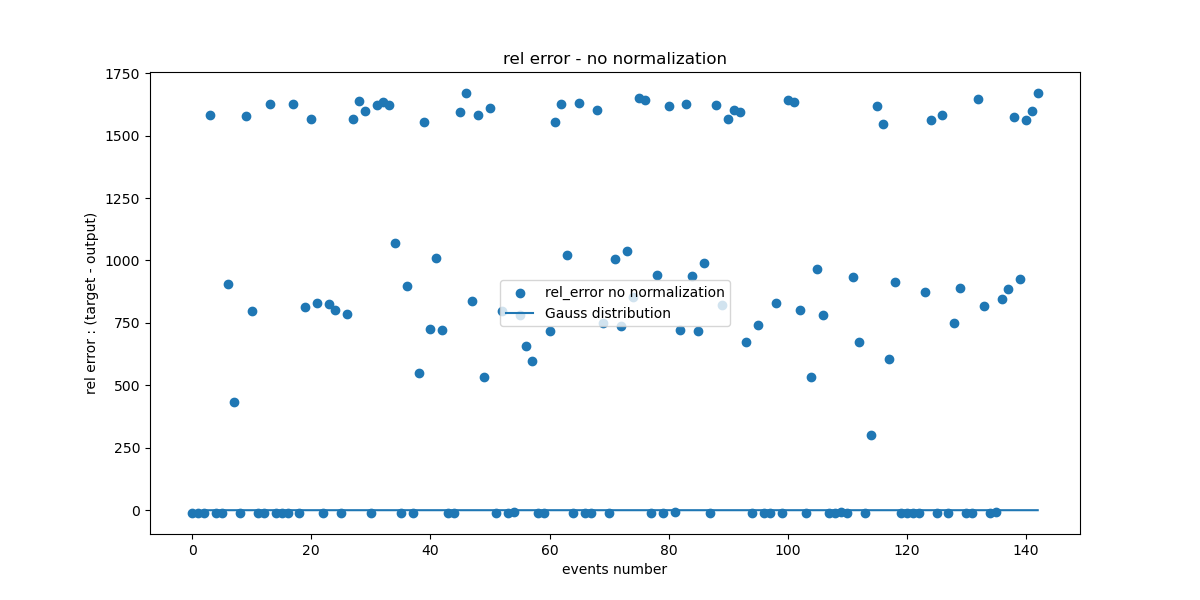 rel error - no normalization
1750
1500
1250
1000
750
500
250
0
rel error : (target - output)
rel_error no normalization
Gauss distribution
0 20 40 60 80 100 120 140
events number